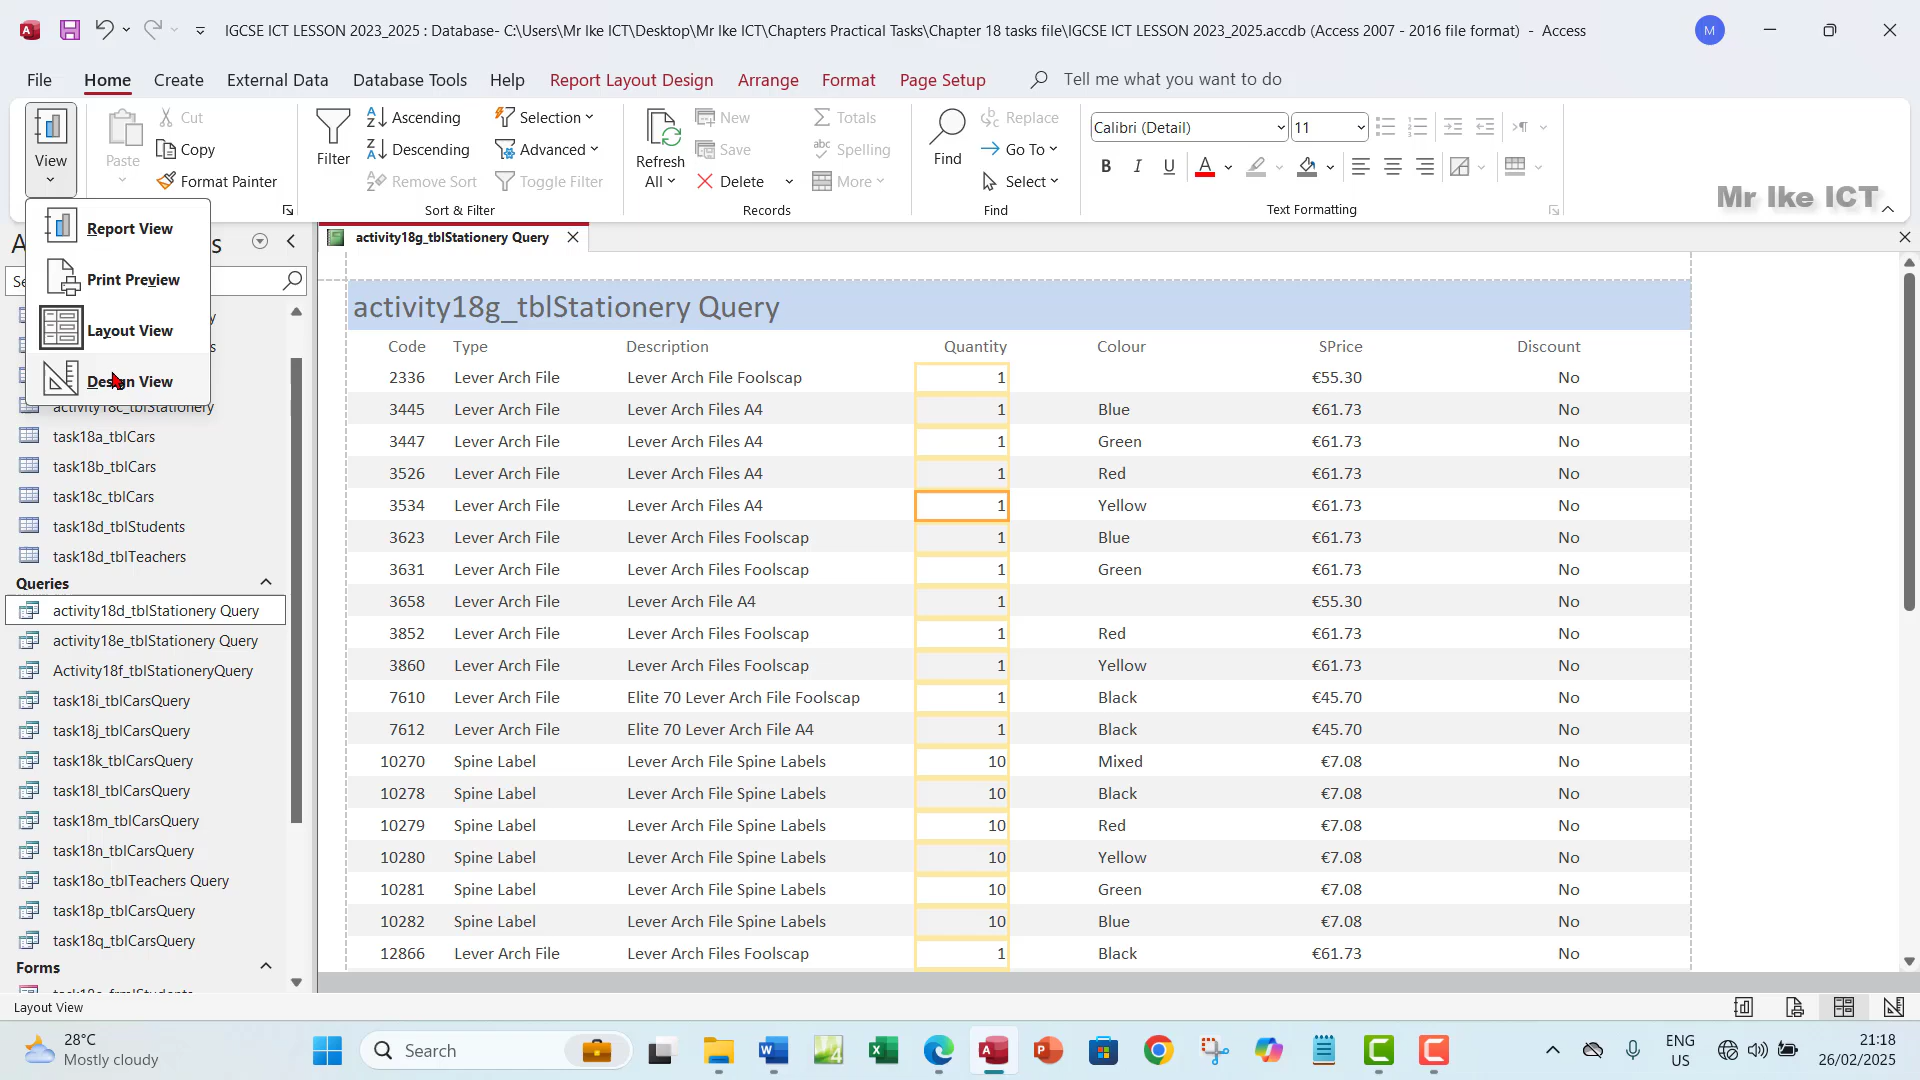 IGCSE ICT LESSON 2023_2025 : Database- C:\Users\Mr Ike ICT\Desktop\Mr Ike ICT\Chapters Practical Tasks\Chapter 18 tasks file\IGCSE ICT LESSON 2023_2025.accdb (Access 2007 - 2016 file format) - Access
M
File Home Create External Data Database Tools Help Report Layout Design Arrange Format Page Setup Tell me what you want to do
View
Paste
Cut
Copy
Format Painter
Filter
Ascending
Descending
Remove Sort
Selection
Advanced
Toggle Filter
Sort & Filter
Refresh All
New
Save
Delete
Totals
Spelling
More
Records
Find
Replace
Go To
Select
Find
Calibri (Detail) 11
B I U A
Text Formatting
Mr Ike ICT
Report View
Print Preview
Layout View
Design View
activity18c_tblStationery
task18a_tblCars
task18b_tblCars
task18c_tblCars
task18d_tblStudents
task18d_tblTeachers
Queries
activity18d_tblStationery Query
activity18e_tblStationery Query
Activity18f_tblStationeryQuery
task18i_tblCarsQuery
task18j_tblCarsQuery
task18k_tblCarsQuery
task18l_tblCarsQuery
task18m_tblCarsQuery
task18n_tblCarsQuery
task18o_tblTeachers Query
task18p_tblCarsQuery
task18q_tblCarsQuery
Forms
activity18g_tblStationery Query
activity18g_tblStationery Query
Code Type Description Quantity Colour SPrice Discount
2336 Lever Arch File Lever Arch File Foolscap 1 €55.30 No
3445 Lever Arch File Lever Arch Files A4 1 Blue €61.73 No
3447 Lever Arch File Lever Arch Files A4 1 Green €61.73 No
3526 Lever Arch File Lever Arch Files A4 1 Red €61.73 No
3534 Lever Arch File Lever Arch Files A4 1 Yellow €61.73 No
3623 Lever Arch File Lever Arch Files Foolscap 1 Blue €61.73 No
3631 Lever Arch File Lever Arch Files Foolscap 1 Green €61.73 No
3658 Lever Arch File Lever Arch File A4 1 €55.30 No
3852 Lever Arch File Lever Arch Files Foolscap 1 Red €61.73 No
3860 Lever Arch File Lever Arch Files Foolscap 1 Yellow €61.73 No
7610 Lever Arch File Elite 70 Lever Arch File Foolscap 1 Black €45.70 No
7612 Lever Arch File Elite 70 Lever Arch File A4 1 Black €45.70 No
10270 Spine Label Lever Arch File Spine Labels 10 Mixed €7.08 No
10278 Spine Label Lever Arch File Spine Labels 10 Black €7.08 No
10279 Spine Label Lever Arch File Spine Labels 10 Red €7.08 No
10280 Spine Label Lever Arch File Spine Labels 10 Yellow €7.08 No
10281 Spine Label Lever Arch File Spine Labels 10 Green €7.08 No
10282 Spine Label Lever Arch File Spine Labels 10 Blue €7.08 No
12866 Lever Arch File Lever Arch Files Foolscap 1 Black €61.73 No
Layout View
28°C
Mostly cloudy
Search
ENG
US
21:18
26/02/2025